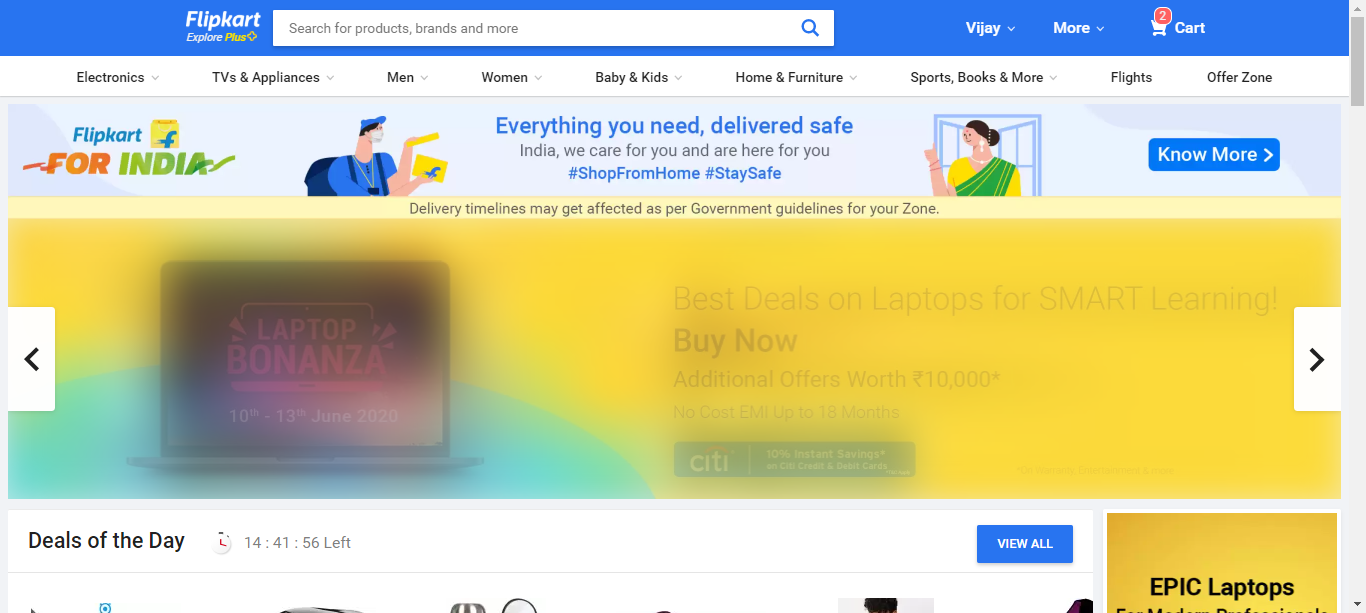 Flipkart
Explore Plus
Search for products, brands and more
Vijay
More
2
Cart
Electronics
TVs & Appliances
Men
Women
Baby & Kids
Home & Furniture
Sports, Books & More
Flights
Offer Zone
Flipkart
FOR INDIA
Everything you need, delivered safe
India, we care for you and are here for you
#ShopFromHome #StaySafe
Know More
Delivery timelines may get affected as per Government guidelines for your Zone.
LAPTOP
BONANZA
10th - 13th June 2020
Best Deals on Laptops for SMART Learning!
Buy Now
Additional Offers Worth ₹10,000*
No Cost EMI Up to 18 Months
citi
10% Instant Savings*
on Citi Credit & Debit Cards
Deals of the Day
14 : 41 : 56 Left
VIEW ALL
EPIC Laptops
For Modern Professionals